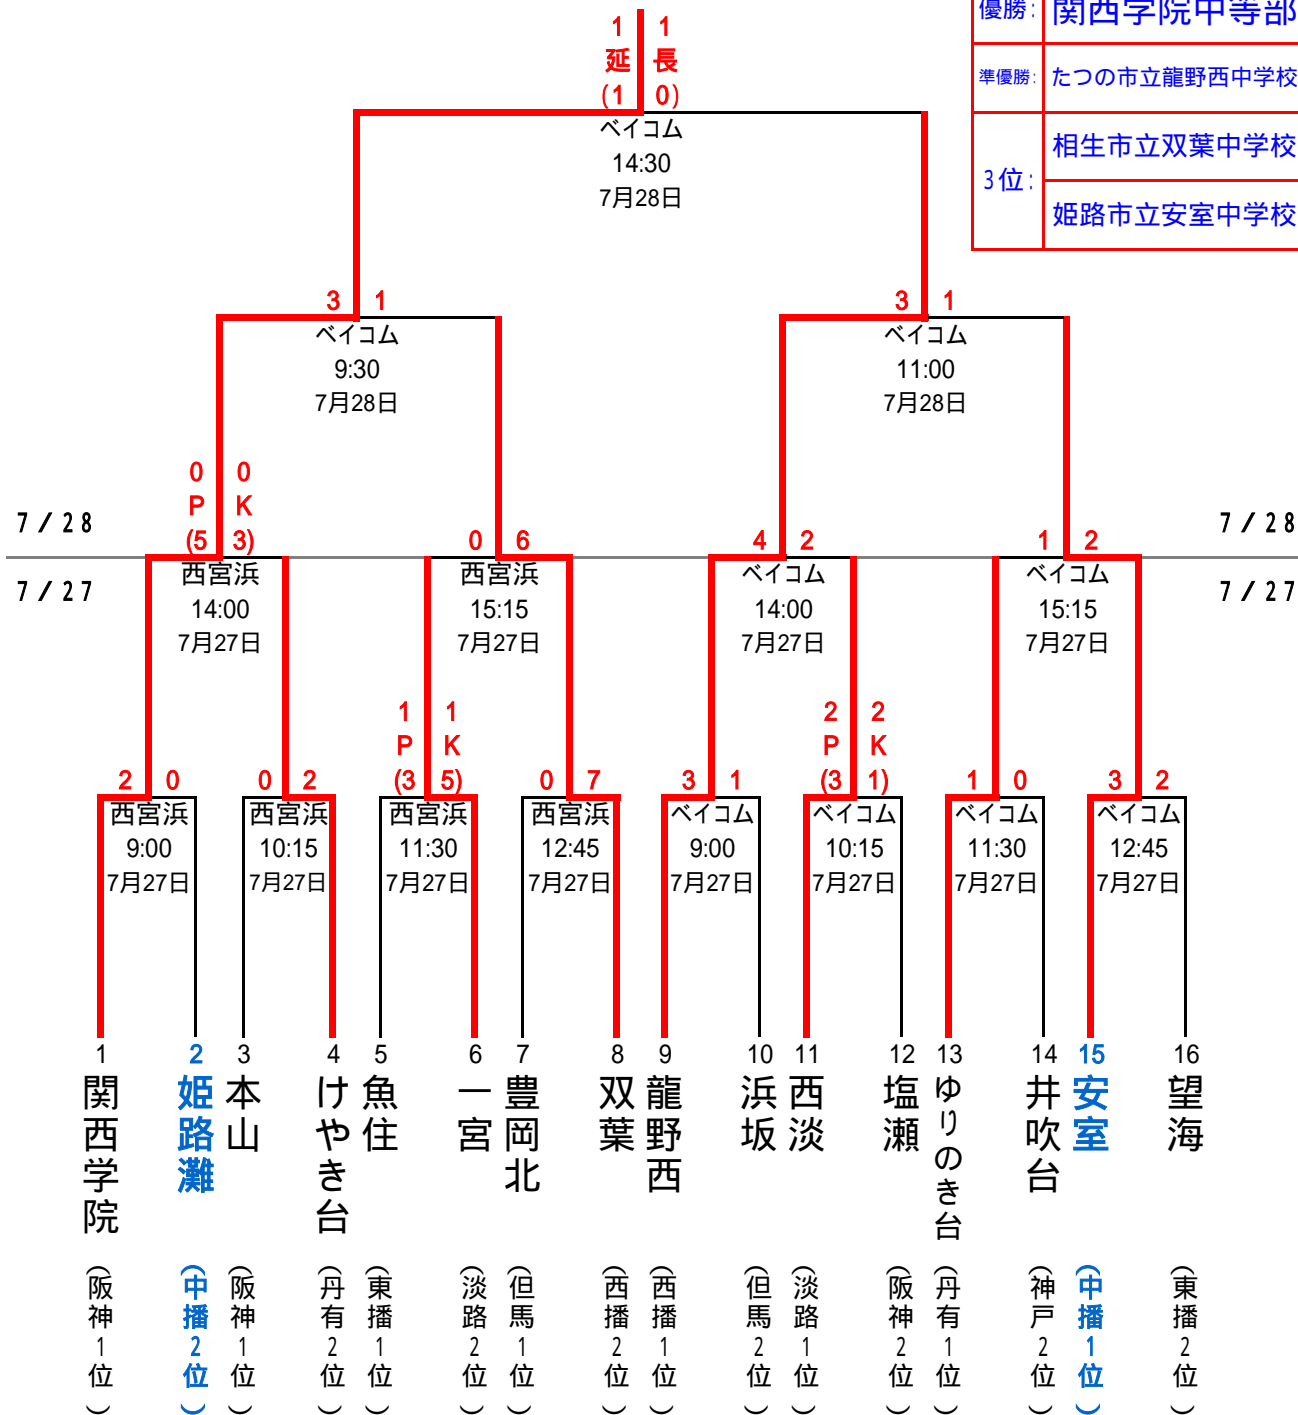 優勝: 関西学院中等部
準優勝: たつの市立龍野西中学校
3位: 相生市立双葉中学校
姫路市立安室中学校
1 1
延 長
(1 0)
ベイコム
14:30
7月28日
3 1
ベイコム
9:30
7月28日
3 1
ベイコム
11:00
7月28日
7/28
7/28
7/27
7/27
0 0
P K
(5 3)
西宮浜
14:00
7月27日
0 6
西宮浜
15:15
7月27日
4 2
ベイコム
14:00
7月27日
1 2
ベイコム
15:15
7月27日
2 0
西宮浜
9:00
7月27日
0 2
西宮浜
10:15
7月27日
1 1
P K
(3 5)
西宮浜
11:30
7月27日
0 7
西宮浜
12:45
7月27日
3 1
ベイコム
9:00
7月27日
2 2
P K
(3 1)
ベイコム
10:15
7月27日
1 0
ベイコム
11:30
7月27日
3 2
ベイコム
12:45
7月27日
1 関西学院 (阪神1位)
2 姫路灘 (中播2位)
3 本山 (阪神1位)
4 けやき台 (丹有2位)
5 魚住 (東播1位)
6 一宮 (淡路2位)
7 豊岡北 (但馬1位)
8 双葉 (西播2位)
9 龍野西 (西播1位)
10 浜坂 (但馬2位)
11 西淡 (淡路1位)
12 塩瀬 (阪神2位)
13 ゆりのき台 (丹有1位)
14 井吹台 (神戸2位)
15 安室 (中播1位)
16 望海 (東播2位)